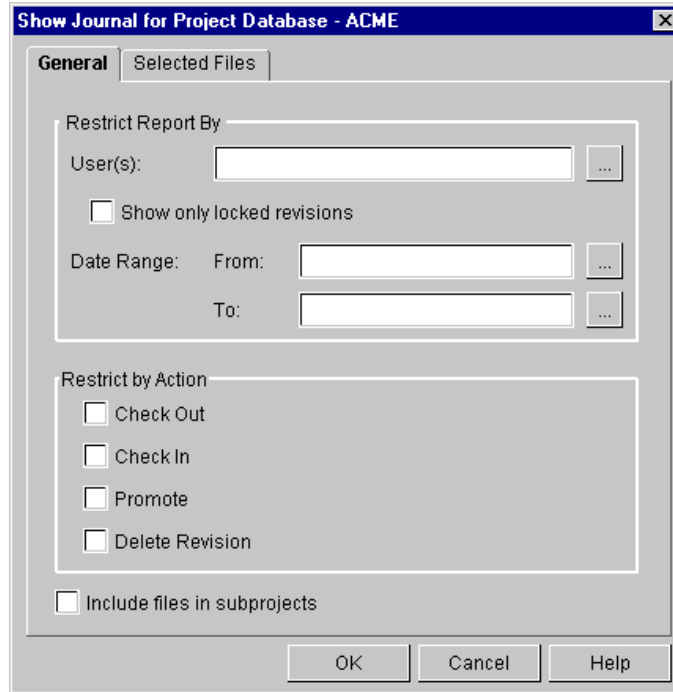 Show Journal for Project Database - ACME
General Selected Files
Restrict Report By
User(s): ...
Show only locked revisions
Date Range: From: ...
To: ...
Restrict by Action
Check Out
Check In
Promote
Delete Revision
Include files in subprojects
OK Cancel Help